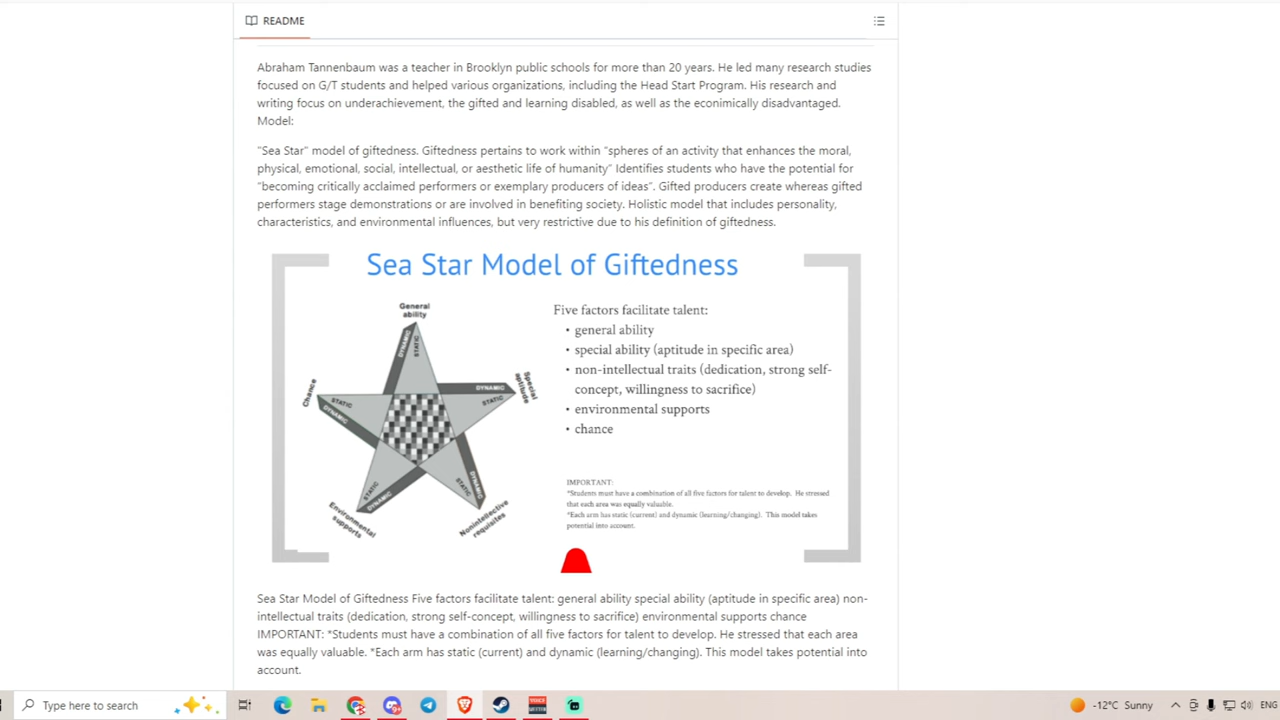 README
Abraham Tannenbaum was a teacher in Brooklyn public schools for more than 20 years. He led many research studies
focused on G/T students and helped various organizations, including the Head Start Program. His research and
writing focus on underachievement, the gifted and learning disabled, as well as the econimically disadvantaged.
Model:
"Sea Star" model of giftedness. Giftedness pertains to work within "spheres of an activity that enhances the moral,
physical, emotional, social, intellectual, or aesthetic life of humanity" Identifies students who have the potential for
"becoming critically acclaimed performers or exemplary producers of ideas". Gifted producers create whereas gifted
performers stage demonstrations or are involved in benefiting society. Holistic model that includes personality,
characteristics, and environmental influences, but very restrictive due to his definition of giftedness.
Sea Star Model of Giftedness
General
ability
DYNAMIC
STATIC
Special
aptitude
DYNAMIC
STATIC
Nonintellective
requisites
DYNAMIC
STATIC
Environmental
supports
STATIC
DYNAMIC
Chance
STATIC
DYNAMIC
Five factors facilitate talent:
• general ability
• special ability (aptitude in specific area)
• non-intellectual traits (dedication, strong self-
concept, willingness to sacrifice)
• environmental supports
• chance
IMPORTANT:
*Students must have a combination of all five factors for talent to develop. He stressed
that each area was equally valuable.
*Each arm has static (current) and dynamic (learning/changing). This model takes
potential into account.
Sea Star Model of Giftedness Five factors facilitate talent: general ability special ability (aptitude in specific area) non-
intellectual traits (dedication, strong self-concept, willingness to sacrifice) environmental supports chance
IMPORTANT: *Students must have a combination of all five factors for talent to develop. He stressed that each area
was equally valuable. *Each arm has static (current) and dynamic (learning/changing). This model takes potential into
account.
Type here to search
-12°C Sunny
ENG